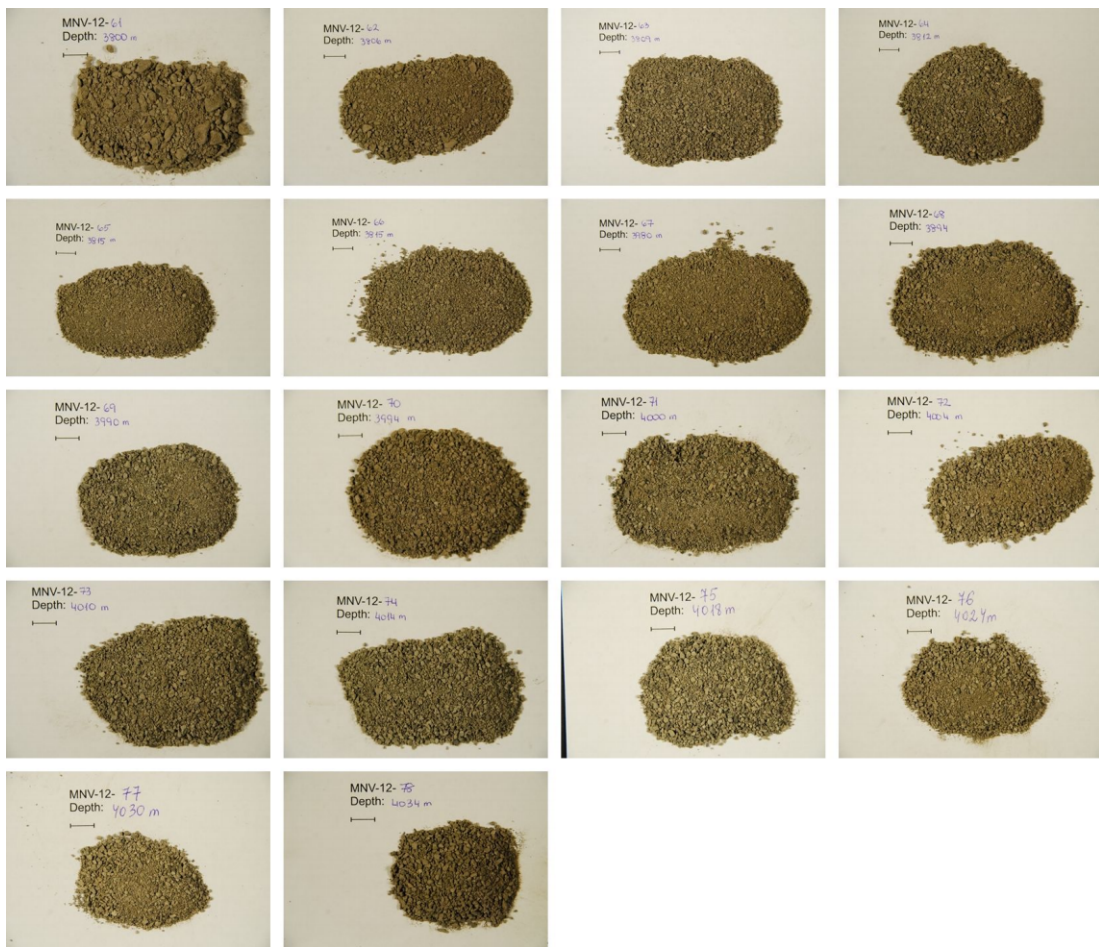 MNV-12-61
Depth: 3800 m
MNV-12-62
Depth: 3806 m
MNV-12-63
Depth: 3809 m
MNV-12-64
Depth: 3812 m
MNV-12-65
Depth: 3815 m
MNV-12-66
Depth: 3815 m
MNV-12-67
Depth: 3980 m
MNV-12-68
Depth: 3894
MNV-12-69
Depth: 3990 m
MNV-12-70
Depth: 3994 m
MNV-12-71
Depth: 4000 m
MNV-12-72
Depth: 4004 m
MNV-12-73
Depth: 4010 m
MNV-12-74
Depth: 4014 m
MNV-12-75
Depth: 4018 m
MNV-12-76
Depth: 4024 m
MNV-12-77
Depth: 4030 m
MNV-12-78
Depth: 4034 m